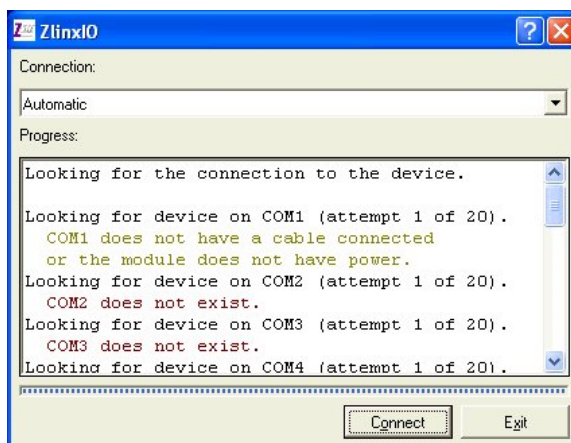 ZlinxIO
Connection:
Automatic
Progress:
Looking for the connection to the device.
Looking for device on COM1 (attempt 1 of 20).
COM1 does not have a cable connected
or the module does not have power.
Looking for device on COM2 (attempt 1 of 20).
COM2 does not exist.
Looking for device on COM3 (attempt 1 of 20).
COM3 does not exist.
Looking for device on COM4 (attempt 1 of 20).
Connect Exit